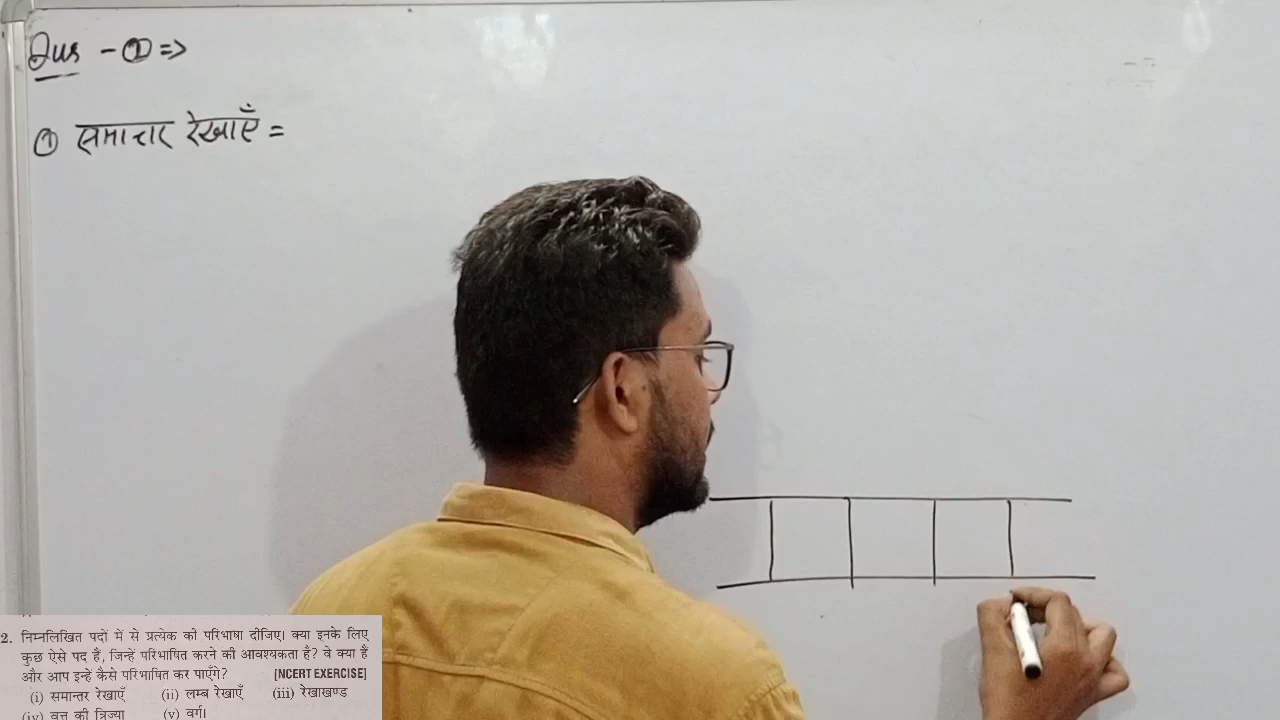 Qus - ① =>
① समान्तर रेखाएँ =
2. निम्नलिखित पदों में से प्रत्येक की परिभाषा दीजिए। क्या इनके लिए
कुछ ऐसे पद हैं, जिन्हें परिभाषित करने की आवश्यकता है? वे क्या हैं
और आप इन्हें कैसे परिभाषित कर पाएँगे? [NCERT EXERCISE]
(i) समान्तर रेखाएँ (ii) लम्ब रेखाएँ (iii) रेखाखण्ड
(iv) वृत्त की त्रिज्या (v) वर्ग।